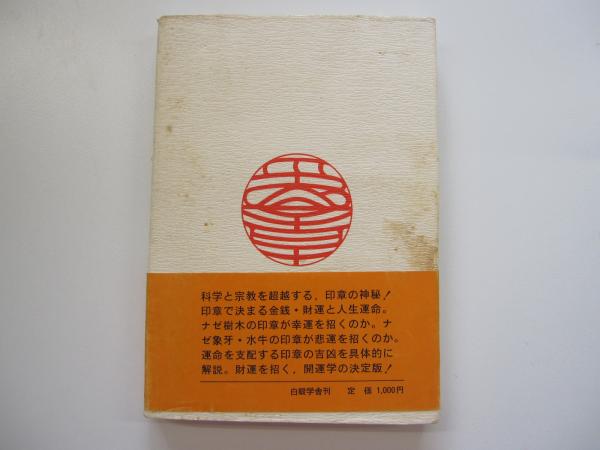 科学と宗教を超越する，印章の神秘！
印章で決まる金銭・財運と人生運命。
ナゼ樹木の印章が幸運を招くのか。ナ
ゼ象牙・水牛の印章が悲運を招くのか。
運命を支配する印章の吉凶を具体的に
解説。財運を招く，開運学の決定版！
白毅学舎刊　定　価　1,000円